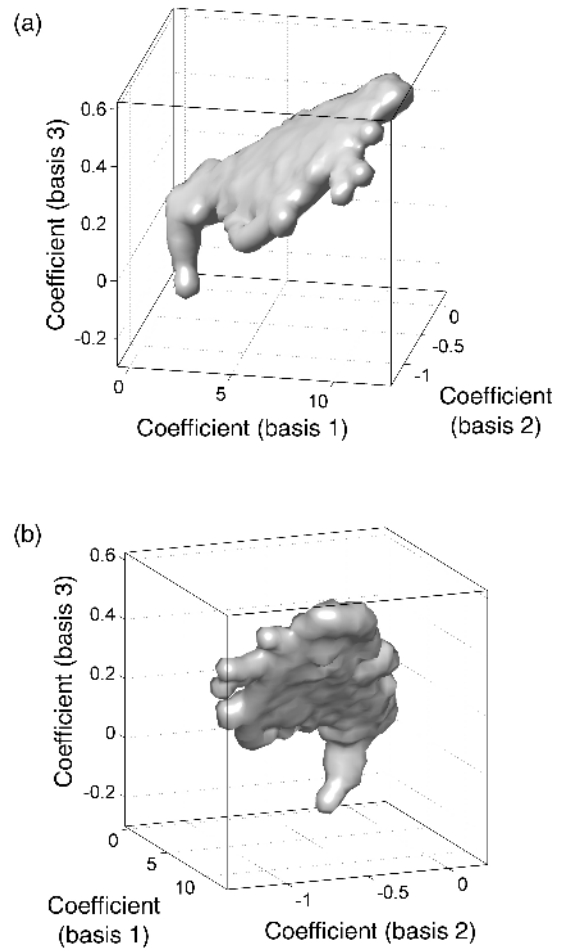 (a)
0.6
0.4
0.2
0
-0.2
Coefficient (basis 3)
0
5
10
Coefficient (basis 1)
0
-0.5
-1
Coefficient
(basis 2)
(b)
0.6
0.4
0.2
0
-0.2
Coefficient (basis 3)
0
5
10
Coefficient
(basis 1)
-1
-0.5
0
Coefficient (basis 2)